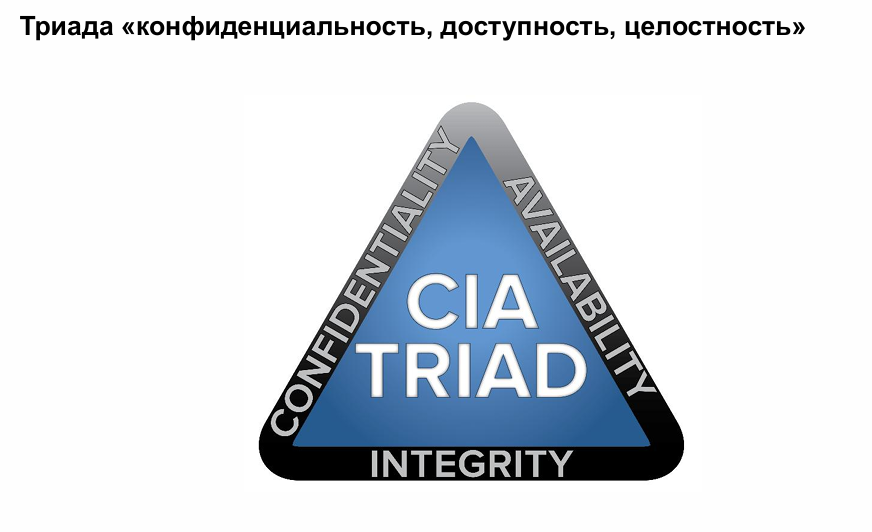 Триада «конфиденциальность, доступность, целостность»
CONFIDENTIALITY
AVAILABILITY
CIA
TRIAD
INTEGRITY